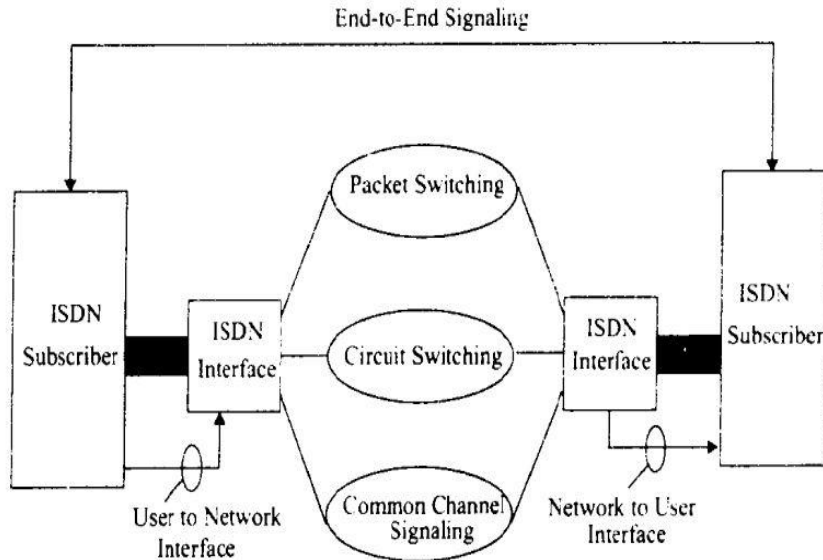 End-to-End Signaling
Packet Switching
ISDN
Subscriber
ISDN
Interface
Circuit Switching
ISDN
Interface
ISDN
Subscriber
User to Network
Interface
Common Channel
Signaling
Network to User
Interface